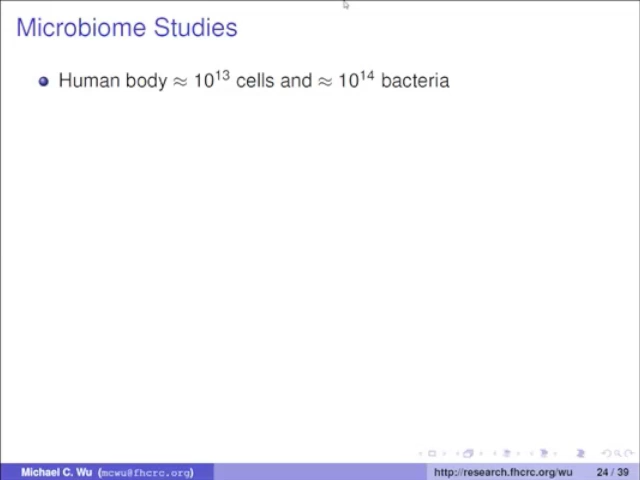 Microbiome Studies
Human body ≈ 10¹³ cells and ≈ 10¹⁴ bacteria
Michael C. Wu (mcwu@fhcrc.org) http://research.fhcrc.org/wu 24 / 39